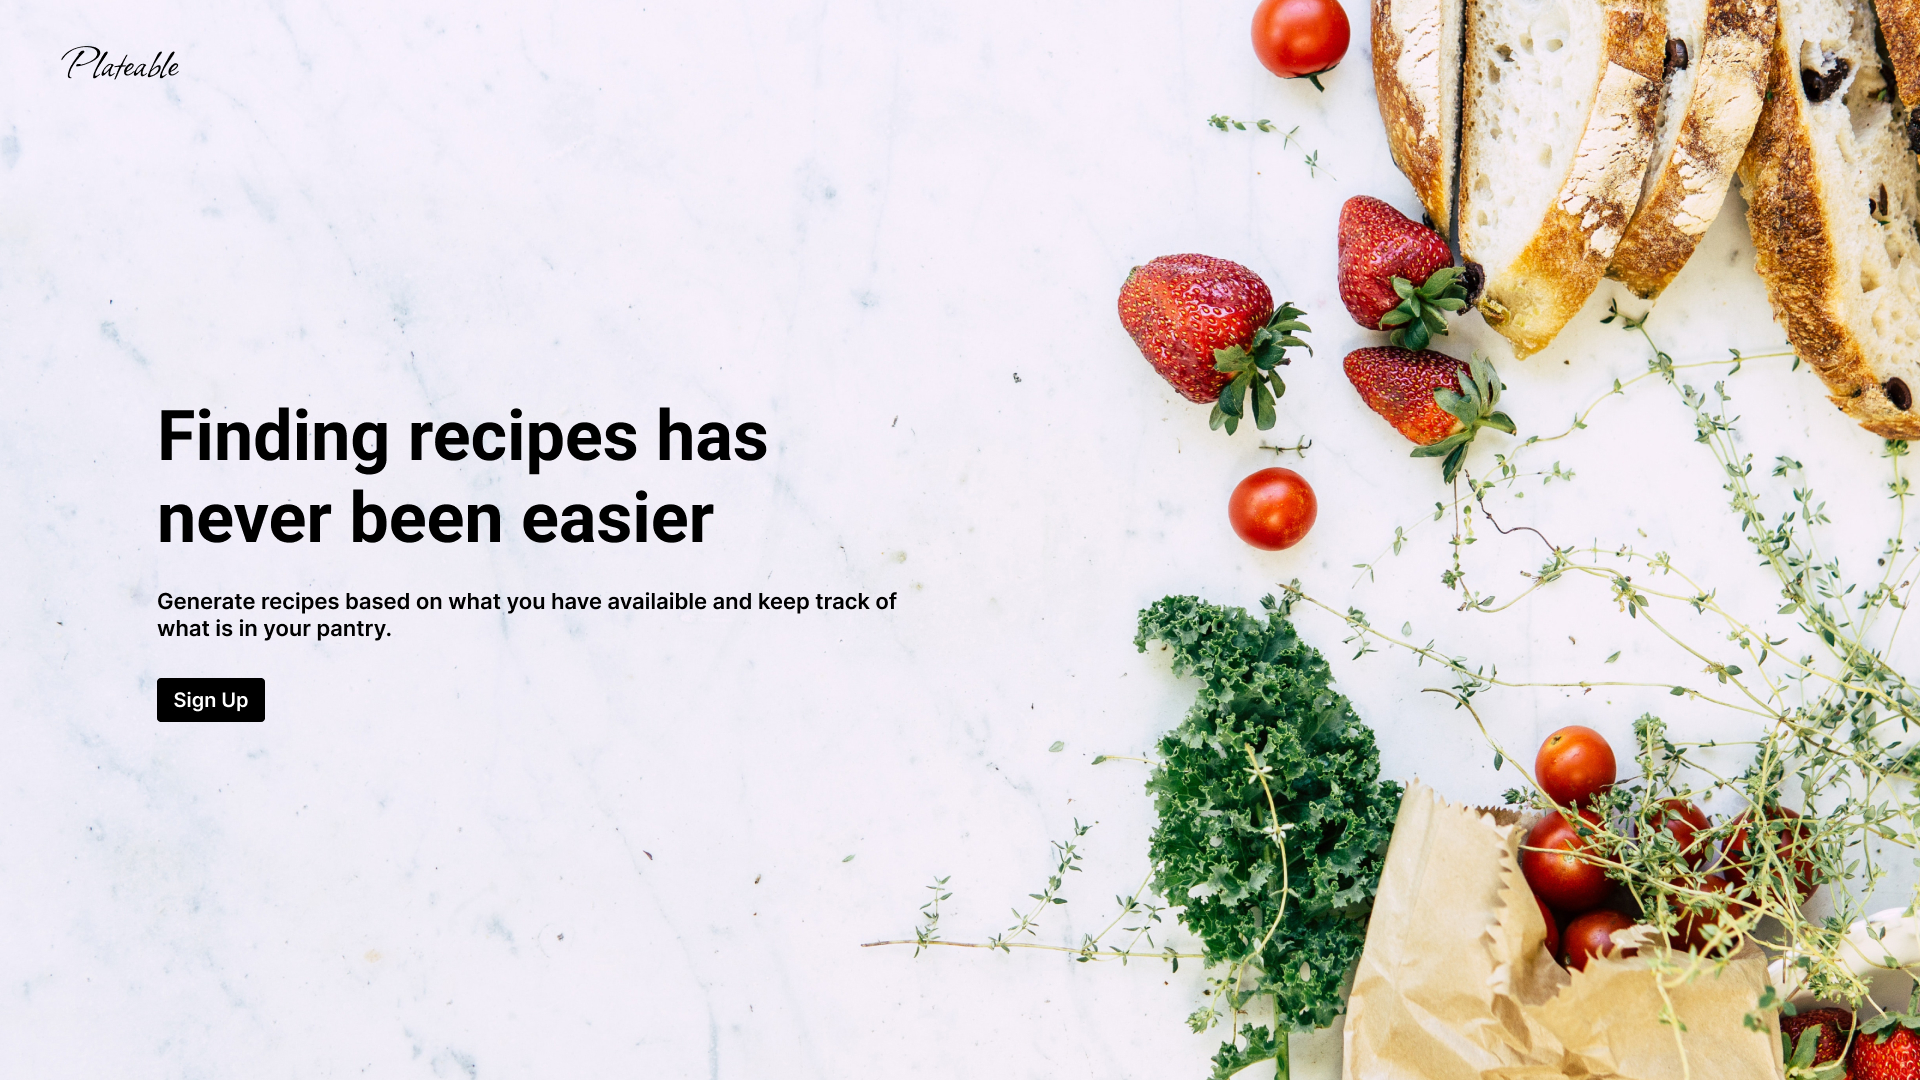 Plateable
Finding recipes has
never been easier
Generate recipes based on what you have availaible and keep track of
what is in your pantry.
Sign Up